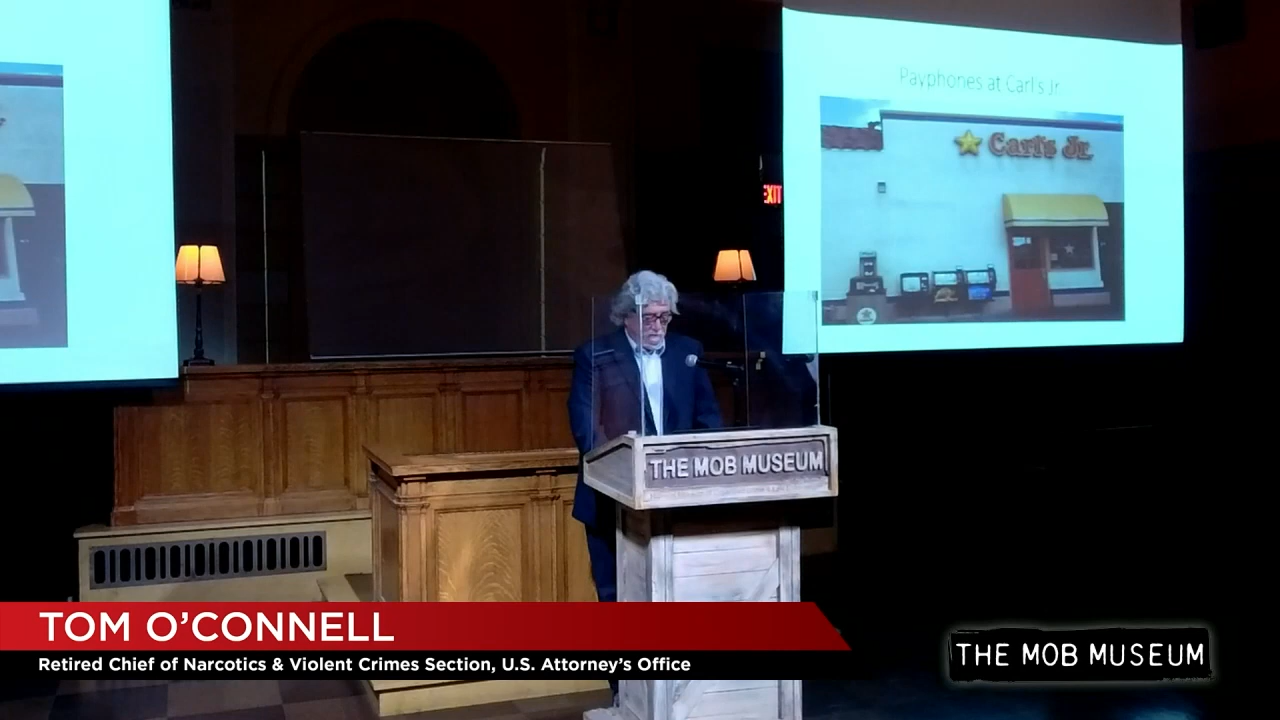 Payphones at Carl's Jr.
Carl's Jr.
EXIT
THE MOB MUSEUM
TOM O'CONNELL
Retired Chief of Narcotics & Violent Crimes Section, U.S. Attorney's Office
THE MOB MUSEUM